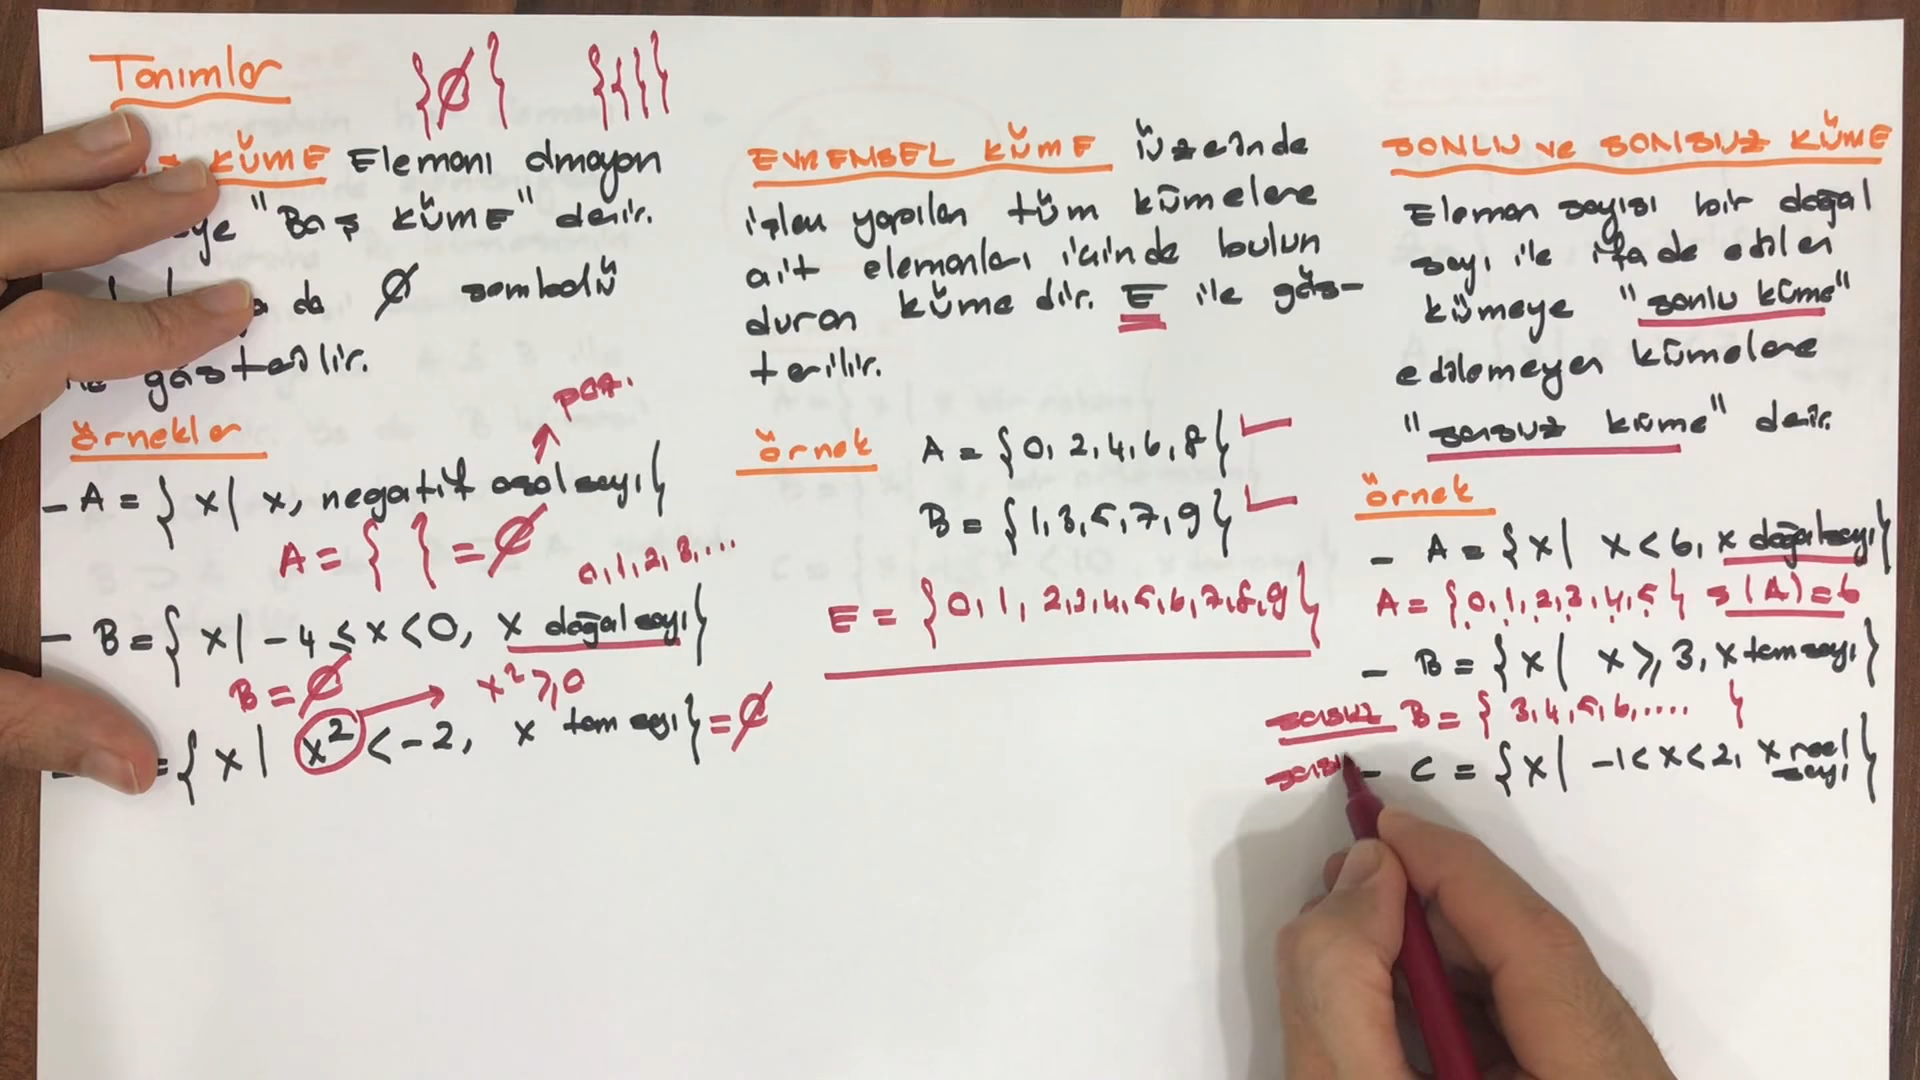 Tanımlar
{∅} {{}}
KÜME Elemanı olmayan
"Boş KÜME" denir.
da ∅ sembolü
gösterilir.
Örnekler
poz.
- A = {x| x, negatif asal sayı}
A = { } = ∅
0, 1, 2, 3, ...
- B = {x| -4 ≤ x < 0, x doğal sayı}
B = ∅
x² ≥ 0
= {x| x² < -2, x tam sayı} = ∅
EVRENSEL KÜME Üzerinde
işlem yapılan tüm kümelere
ait elemanları içinde bulun
duran kümedir. E ile gös-
terilir.
Örnek
A = {0, 2, 4, 6, 8}
B = {1, 3, 5, 7, 9}
E = {0, 1, 2, 3, 4, 5, 6, 7, 8, 9}
SONLU ve SONSUZ KÜME
Eleman sayısı bir doğal
sayı ile ifade edilen
kümeye "sonlu küme"
edilemeyen kümelere
"sonsuz küme" denir.
Örnek
- A = {x| x < 6, x doğal sayı}
A = {0, 1, 2, 3, 4, 5} s(A) = 6
- B = {x| x ≥ 3, x tam sayı}
sonsuz B = {3, 4, 5, 6, .... }
- C = {x| -1 < x < 2, x reel sayı}